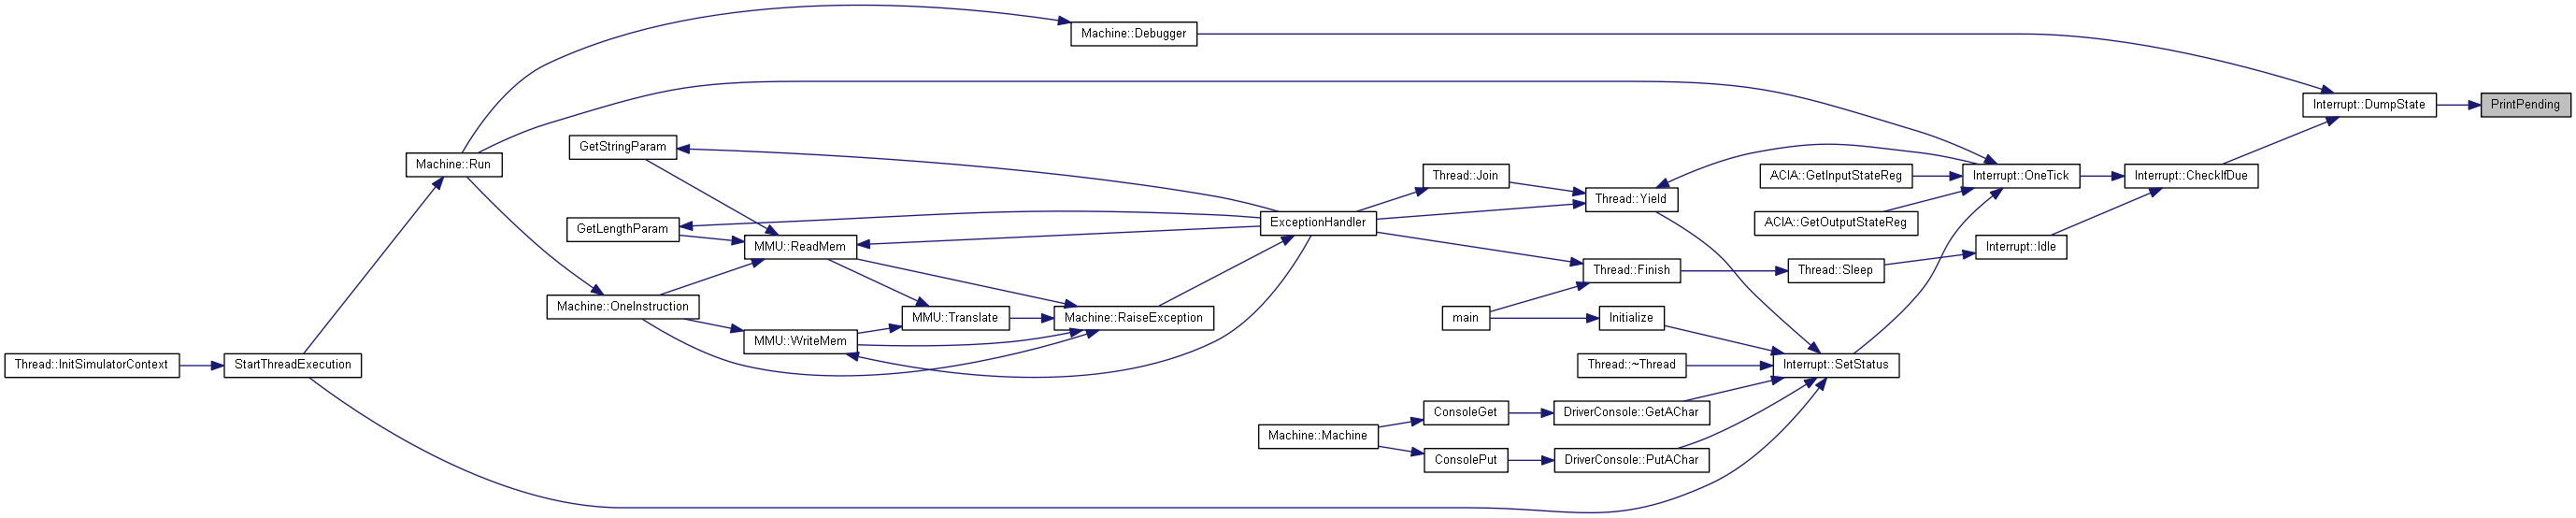 Machine::Debugger
Interrupt::DumpState
PrintPending
GetStringParam
Machine::Run
Thread::Join
ACIA::GetInputStateReg
Interrupt::OneTick
Interrupt::CheckIfDue
Thread::Yield
GetLengthParam
ExceptionHandler
ACIA::GetOutputStateReg
MMU::ReadMem
Interrupt::Idle
Thread::Finish
Thread::Sleep
Machine::OneInstruction
MMU::Translate
Machine::RaiseException
main
Initialize
MMU::WriteMem
Thread::InitSimulatorContext
StartThreadExecution
Thread::~Thread
Interrupt::SetStatus
ConsoleGet
DriverConsole::GetAChar
Machine::Machine
ConsolePut
DriverConsole::PutAChar